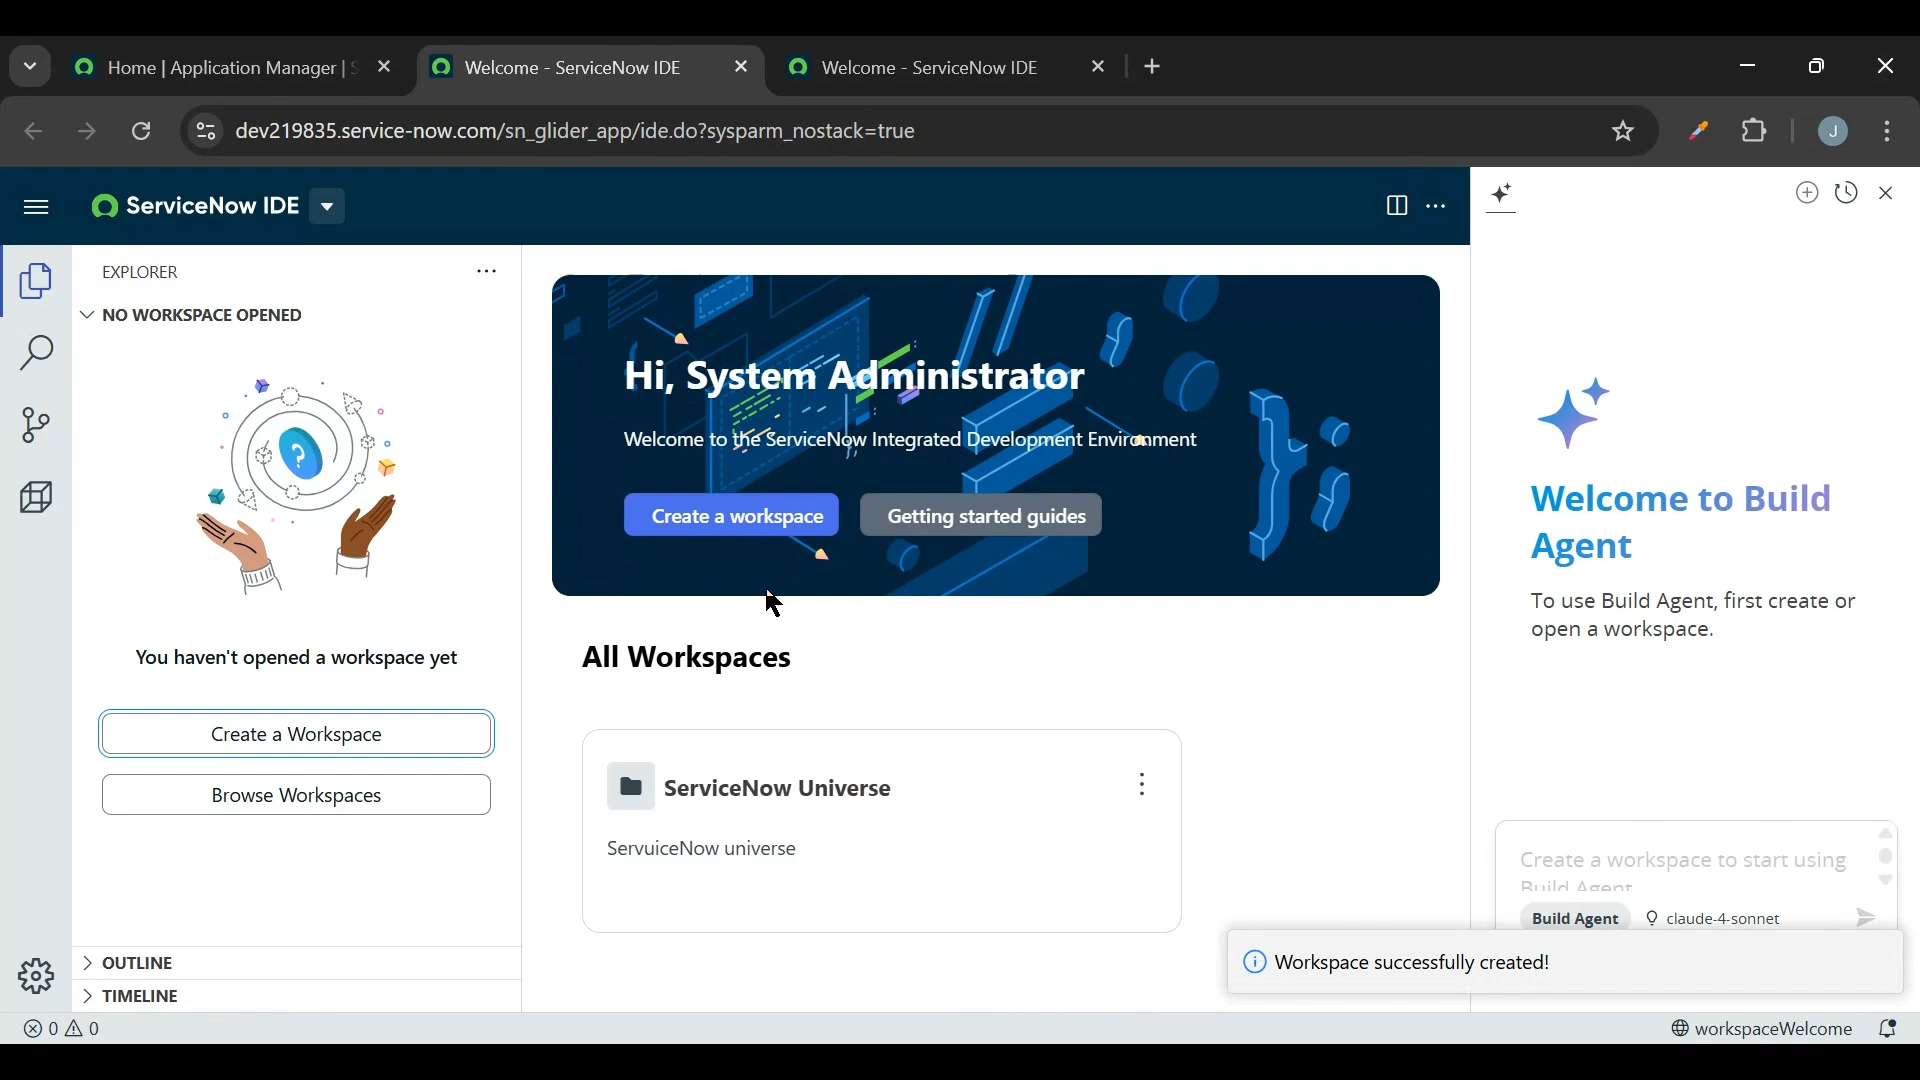 Home | Application Manager | S
Welcome - ServiceNow IDE
Welcome - ServiceNow IDE
dev219835.service-now.com/sn_glider_app/ide.do?sysparm_nostack=true
J
ServiceNow IDE
EXPLORER
NO WORKSPACE OPENED
?
You haven't opened a workspace yet
Create a Workspace
Browse Workspaces
OUTLINE
TIMELINE
Hi, System Administrator
Welcome to the ServiceNow Integrated Development Environment
Create a workspace
Getting started guides
All Workspaces
ServiceNow Universe
ServuiceNow universe
Welcome to Build
Agent
To use Build Agent, first create or
open a workspace.
Create a workspace to start using
Build Agent
Build Agent
claude-4-sonnet
Workspace successfully created!
0
0
workspaceWelcome